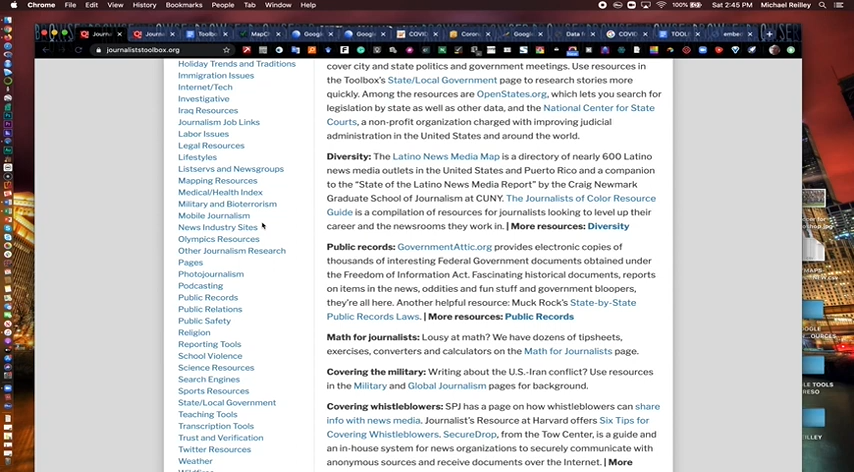 Chrome File Edit View History Bookmarks People Tab Window Help
100% Sat 2:45 PM Michael Reilley
Journa Journa Toolbo MapCh Google Google COVI Corona Google Data fo COVID TOOL embe
journaliststoolbox.org
Holiday Trends and Traditions
Immigration Issues
Internet/Tech
Investigative
Iraq Resources
Journalism Job Links
Labor Issues
Legal Resources
Lifestyles
Listservs and Newsgroups
Mapping Resources
Medical/Health Index
Military and Bioterrorism
Mobile Journalism
News Industry Sites
Olympics Resources
Other Journalism Research
Pages
Photojournalism
Podcasting
Public Records
Public Relations
Public Safety
Religion
Reporting Tools
School Violence
Science Resources
Search Engines
Sports Resources
State/Local Government
Teaching Tools
Transcription Tools
Trust and Verification
Twitter Resources
Weather
cover city and state politics and government meetings. Use resources in
the Toolbox's State/Local Government page to research stories more
quickly. Among the resources are OpenStates.org, which lets you search for
legislation by state as well as other data, and the National Center for State
Courts, a non-profit organization charged with improving judicial
administration in the United States and around the world.
Diversity: The Latino News Media Map is a directory of nearly 600 Latino
news media outlets in the United States and Puerto Rico and a companion
to the “State of the Latino News Media Report” by the Craig Newmark
Graduate School of Journalism at CUNY. The Journalists of Color Resource
Guide is a compilation of resources for journalists looking to level up their
career and the newsrooms they work in. | More resources: Diversity
Public records: GovernmentAttic.org provides electronic copies of
thousands of interesting Federal Government documents obtained under
the Freedom of Information Act. Fascinating historical documents, reports
on items in the news, oddities and fun stuff and government bloopers,
they're all here. Another helpful resource: Muck Rock's State-by-State
Public Records Laws. | More resources: Public Records
Math for journalists: Lousy at math? We have dozens of tipsheets,
exercises, converters and calculators on the Math for Journalists page.
Covering the military: Writing about the U.S.-Iran conflict? Use resources
in the Military and Global Journalism pages for background.
Covering whistleblowers: SPJ has a page on how whistleblowers can share
info with news media. Journalist's Resource at Harvard offers Six Tips for
Covering Whistleblowers. SecureDrop, from the Tow Center, is a guide and
an in-house system for news organizations to securely communicate with
anonymous sources and receive documents over the Internet. | More